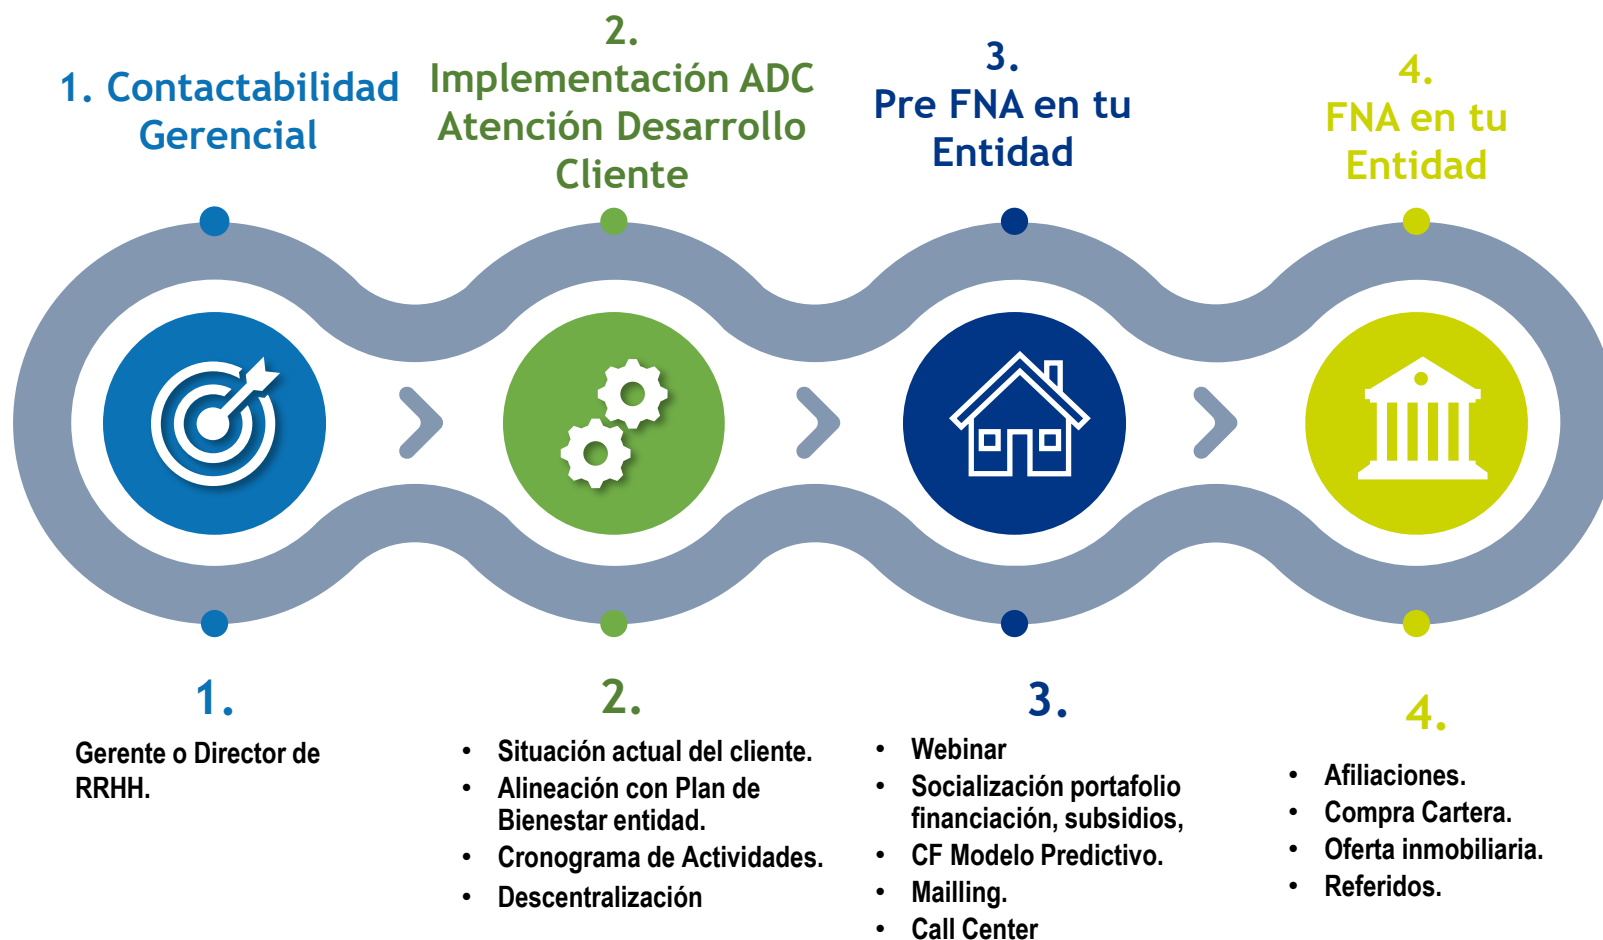 1. Contactabilidad
Gerencial
2.
Implementación ADC
Atención Desarrollo
Cliente
3.
Pre FNA en tu
Entidad
4.
FNA en tu
Entidad
1.
Gerente o Director de
RRHH.
2.
• Situación actual del cliente.
• Alineación con Plan de
Bienestar entidad.
• Cronograma de Actividades.
• Descentralización
3.
• Webinar
• Socialización portafolio
financiación, subsidios,
• CF Modelo Predictivo.
• Mailling.
• Call Center
4.
• Afiliaciones.
• Compra Cartera.
• Oferta inmobiliaria.
• Referidos.